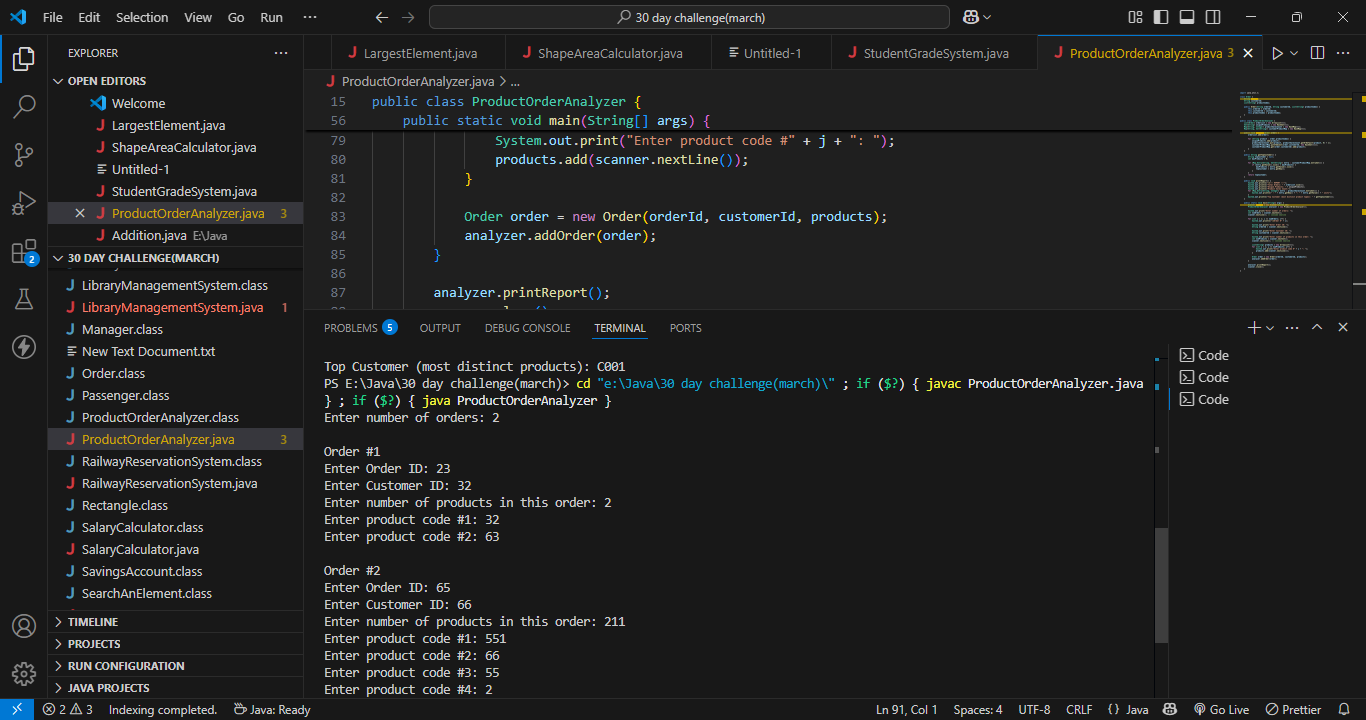 File Edit Selection View Go Run ···
30 day challenge(march)
EXPLORER ···
OPEN EDITORS
Welcome
LargestElement.java
ShapeAreaCalculator.java
Untitled-1
StudentGradeSystem.java
ProductOrderAnalyzer.java 3
Addition.java E:\Java
30 DAY CHALLENGE(MARCH)
LibraryManagementSystem.class
LibraryManagementSystem.java 1
Manager.class
New Text Document.txt
Order.class
Passenger.class
ProductOrderAnalyzer.class
ProductOrderAnalyzer.java 3
RailwayReservationSystem.class
RailwayReservationSystem.java
Rectangle.class
SalaryCalculator.class
SalaryCalculator.java
SavingsAccount.class
SearchAnElement.class
TIMELINE
PROJECTS
RUN CONFIGURATION
JAVA PROJECTS
2
LargestElement.java ShapeAreaCalculator.java Untitled-1 StudentGradeSystem.java ProductOrderAnalyzer.java 3
ProductOrderAnalyzer.java > ...
15 public class ProductOrderAnalyzer {
56 public static void main(String[] args) {
79 System.out.print("Enter product code #" + j + ": ");
80 products.add(scanner.nextLine());
81 }
82
83 Order order = new Order(orderId, customerId, products);
84 analyzer.addOrder(order);
85 }
86
87 analyzer.printReport();
PROBLEMS 5 OUTPUT DEBUG CONSOLE TERMINAL PORTS
Top Customer (most distinct products): C001
PS E:\Java\30 day challenge(march)> cd "e:\Java\30 day challenge(march)\" ; if ($?) { javac ProductOrderAnalyzer.java
} ; if ($?) { java ProductOrderAnalyzer }
Enter number of orders: 2
Order #1
Enter Order ID: 23
Enter Customer ID: 32
Enter number of products in this order: 2
Enter product code #1: 32
Enter product code #2: 63
Order #2
Enter Order ID: 65
Enter Customer ID: 66
Enter number of products in this order: 211
Enter product code #1: 551
Enter product code #2: 66
Enter product code #3: 55
Enter product code #4: 2
Code
Code
Code
2 3 Indexing completed. Java: Ready Ln 91, Col 1 Spaces: 4 UTF-8 CRLF {} Java Go Live Prettier